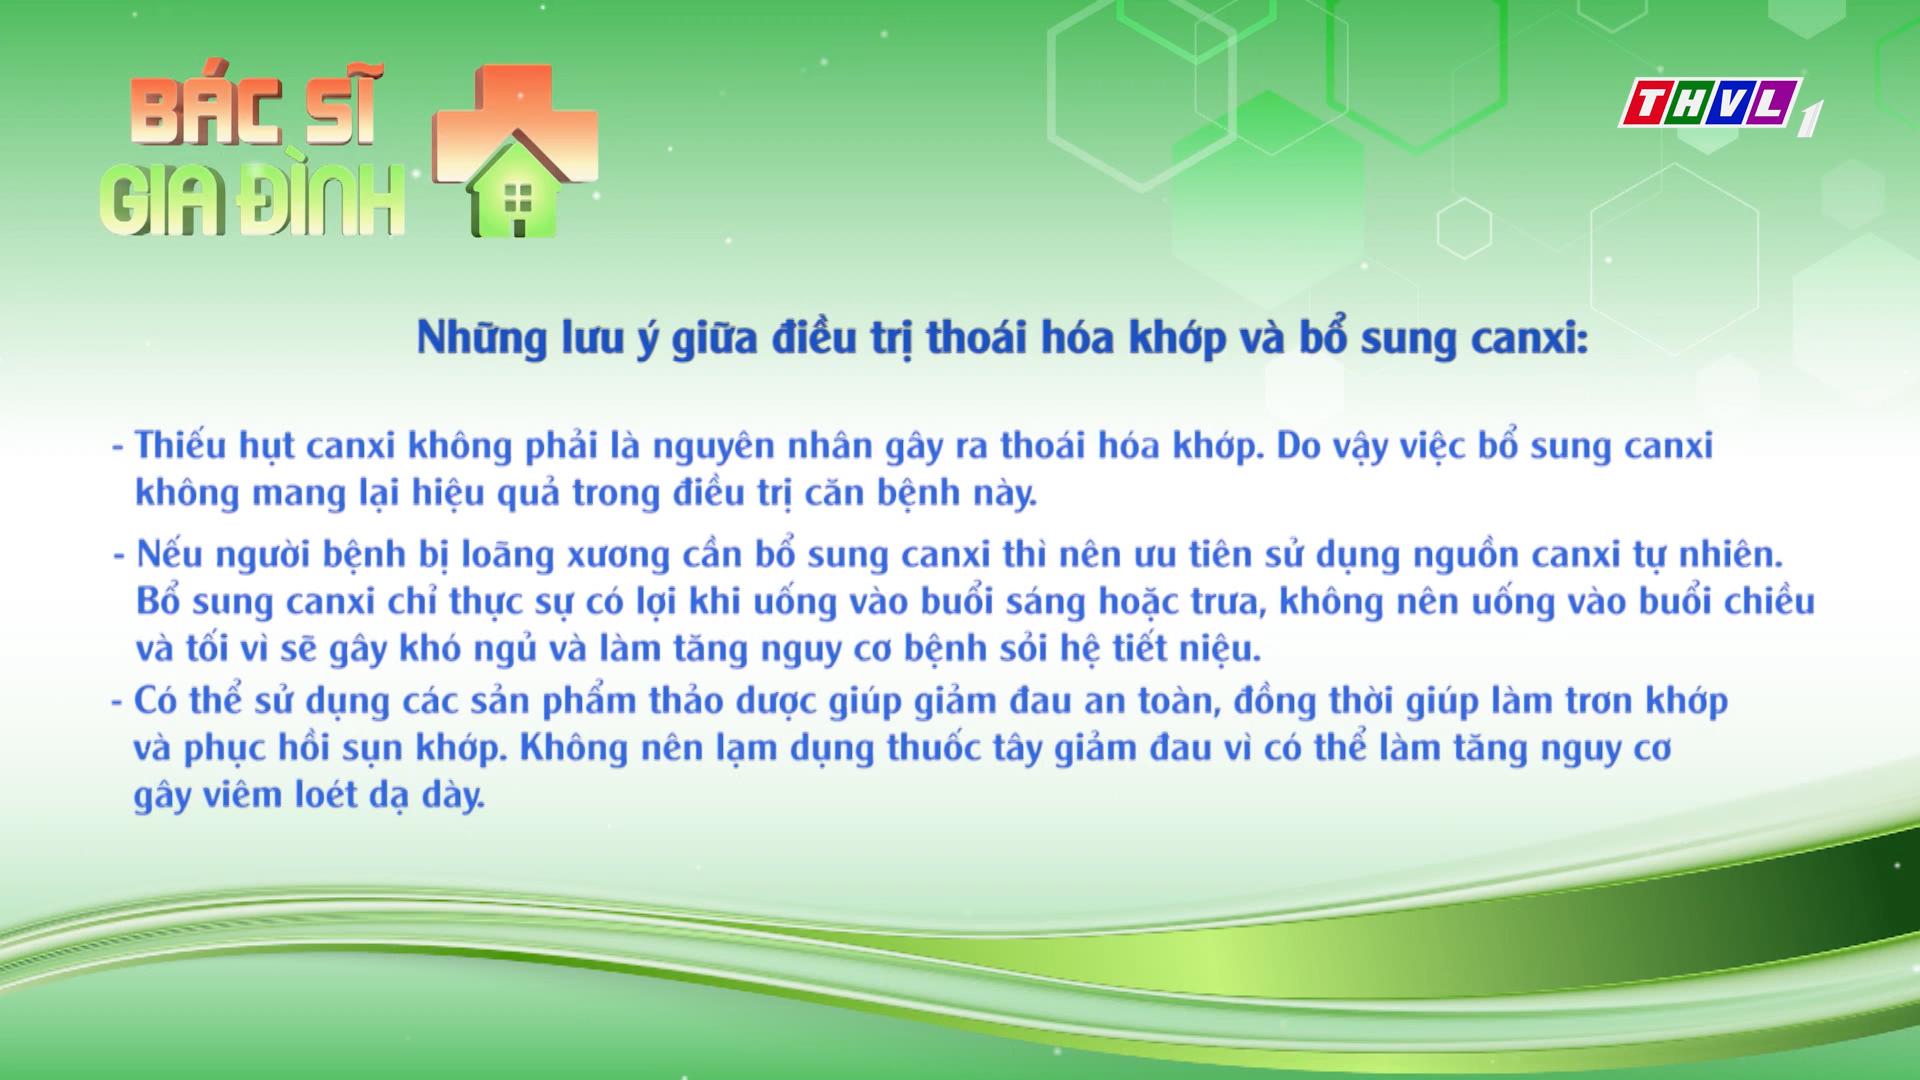 BÁC SĨ
GIA ĐÌNH
THVL1
Những lưu ý giữa điều trị thoái hóa khớp và bổ sung canxi:
- Thiếu hụt canxi không phải là nguyên nhân gây ra thoái hóa khớp. Do vậy việc bổ sung canxi
không mang lại hiệu quả trong điều trị căn bệnh này.
- Nếu người bệnh bị loãng xương cần bổ sung canxi thì nên ưu tiên sử dụng nguồn canxi tự nhiên.
Bổ sung canxi chỉ thực sự có lợi khi uống vào buổi sáng hoặc trưa, không nên uống vào buổi chiều
và tối vì sẽ gây khó ngủ và làm tăng nguy cơ bệnh sỏi hệ tiết niệu.
- Có thể sử dụng các sản phẩm thảo dược giúp giảm đau an toàn, đồng thời giúp làm trơn khớp
và phục hồi sụn khớp. Không nên lạm dụng thuốc tây giảm đau vì có thể làm tăng nguy cơ
gây viêm loét dạ dày.